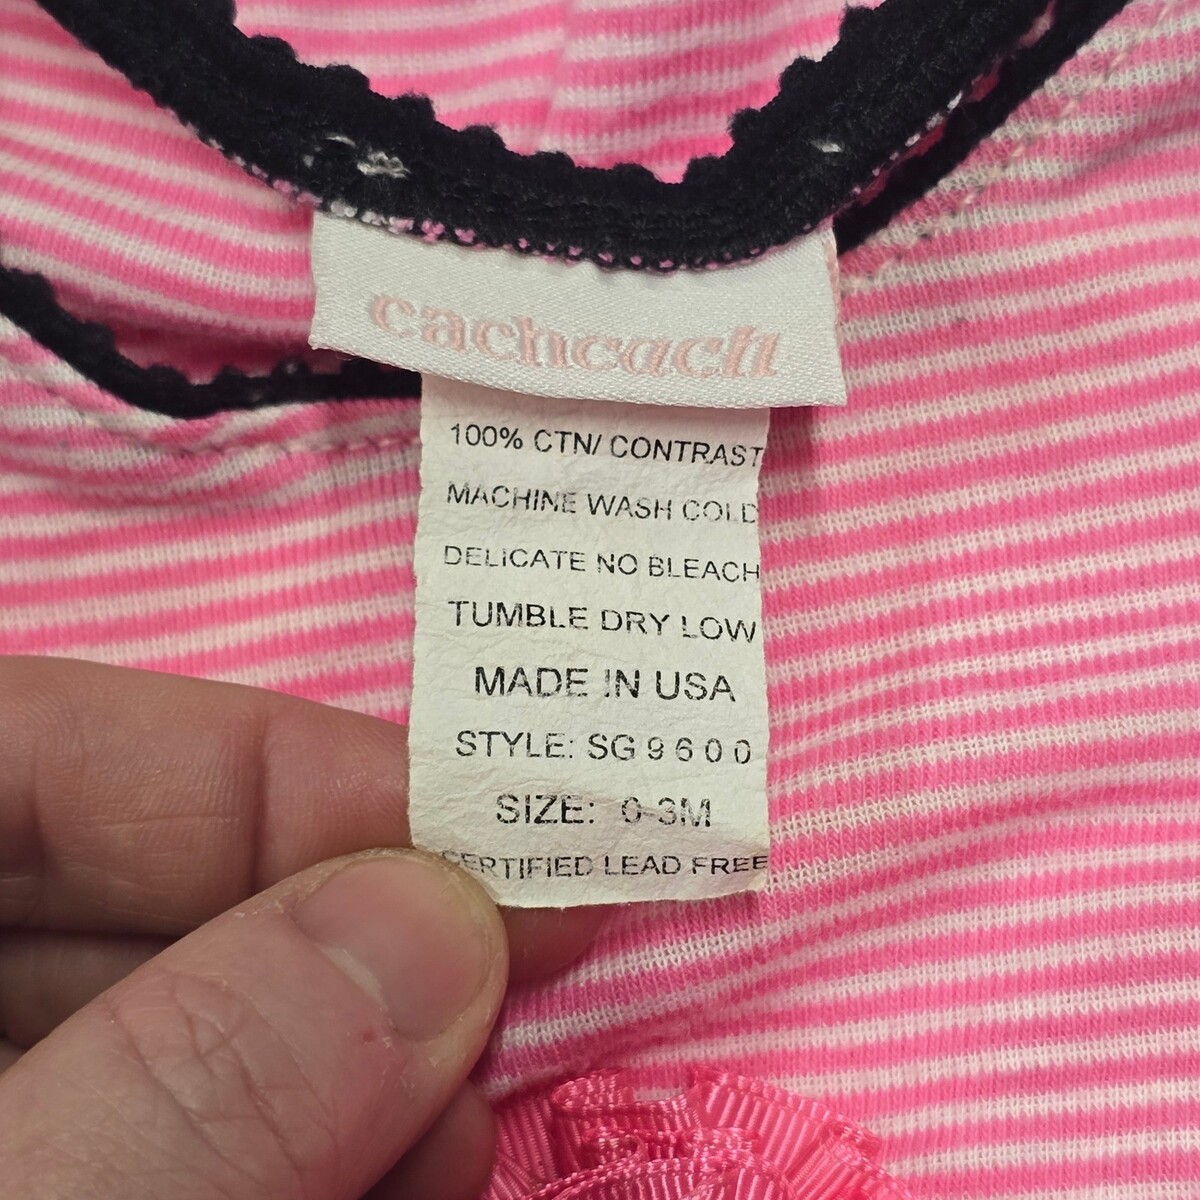 cachcach
100% CTN/ CONTRAST
MACHINE WASH COLD
DELICATE NO BLEACH
TUMBLE DRY LOW
MADE IN USA
STYLE: SG 9 6 0 0
SIZE: 0-3M
CERTIFIED LEAD FREE